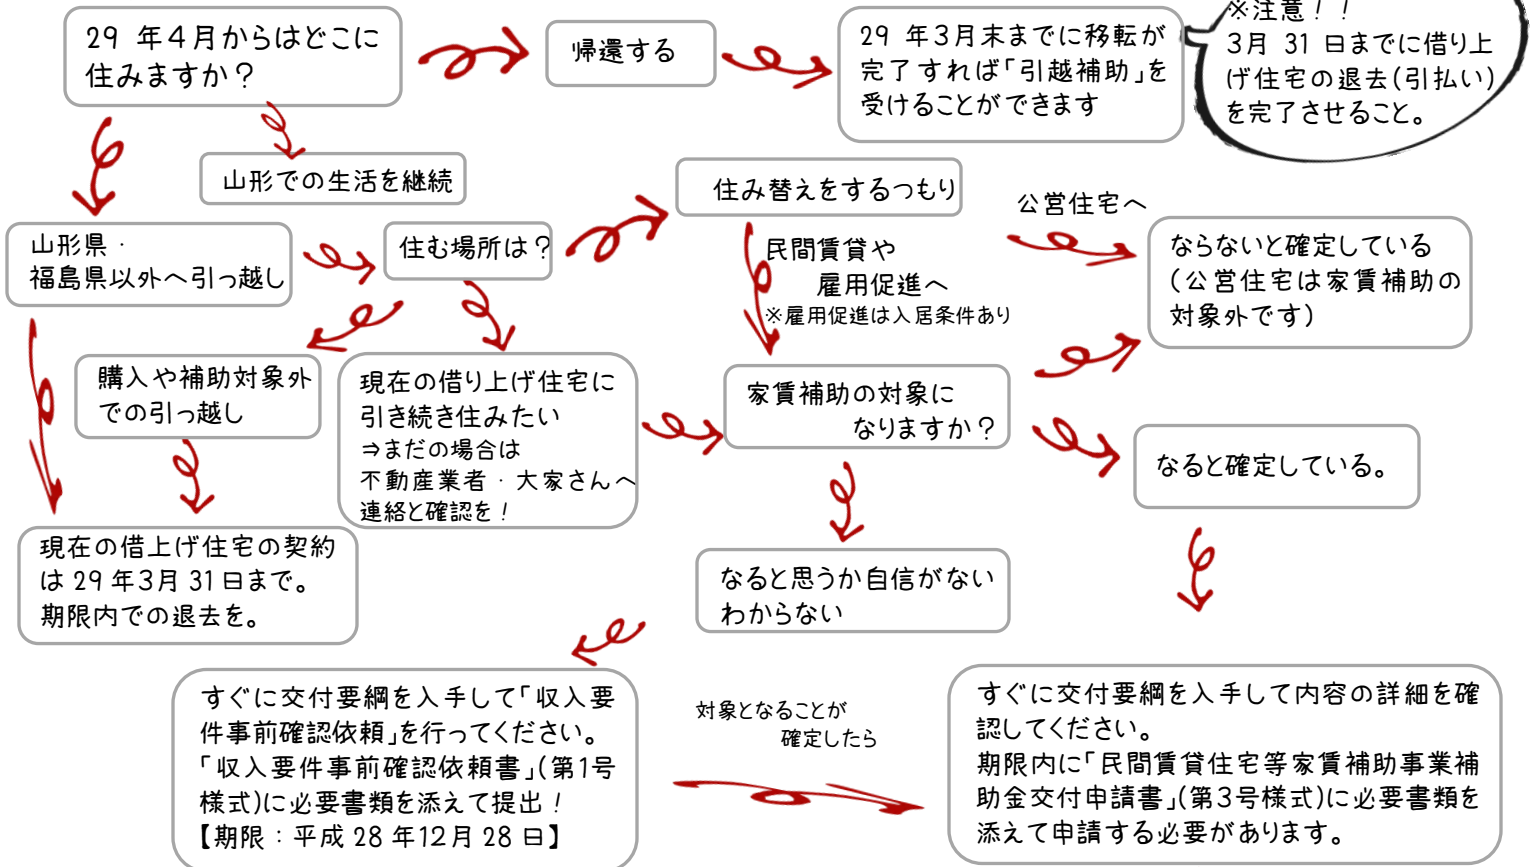 29 年4月からはどこに
住みますか？
帰還する
29 年3月末までに移転が
完了すれば「引越補助」を
受けることができます
※注意！！
3月 31 日までに借り上
げ住宅の退去(引払い)
を完了させること。
山形での生活を継続
山形県・
福島県以外へ引っ越し
住む場所は？
住み替えをするつもり
民間賃貸や
雇用促進へ
※雇用促進は入居条件あり
公営住宅へ
ならないと確定している
(公営住宅は家賃補助の
対象外です)
購入や補助対象外
での引っ越し
現在の借り上げ住宅に
引き続き住みたい
⇒まだの場合は
不動産業者・大家さんへ
連絡と確認を！
家賃補助の対象に
なりますか？
なると確定している。
現在の借上げ住宅の契約
は 29 年3月 31 日まで。
期限内での退去を。
なると思うか自信がない
わからない
すぐに交付要綱を入手して「収入要
件事前確認依頼」を行ってください。
「収入要件事前確認依頼書」(第1号
様式)に必要書類を添えて提出！
【期限：平成 28 年12月 28 日】
対象となることが
確定したら
すぐに交付要綱を入手して内容の詳細を確
認してください。
期限内に「民間賃貸住宅等家賃補助事業補
助金交付申請書」(第3号様式)に必要書類を
添えて申請する必要があります。